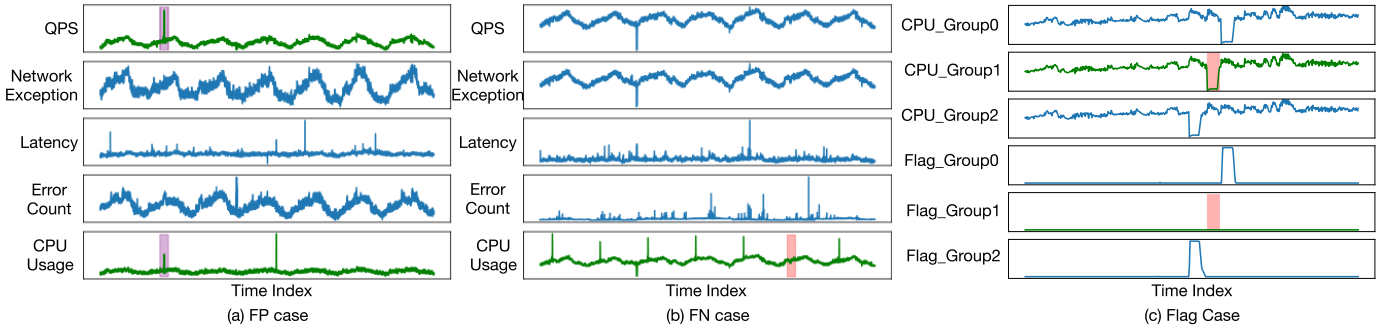 QPS
Network
Exception
Latency
Error
Count
CPU
Usage
Time Index
(a) FP case
QPS
Network
Exception
Latency
Error
Count
CPU
Usage
Time Index
(b) FN case
CPU_Group0
CPU_Group1
CPU_Group2
Flag_Group0
Flag_Group1
Flag_Group2
Time Index
(c) Flag Case